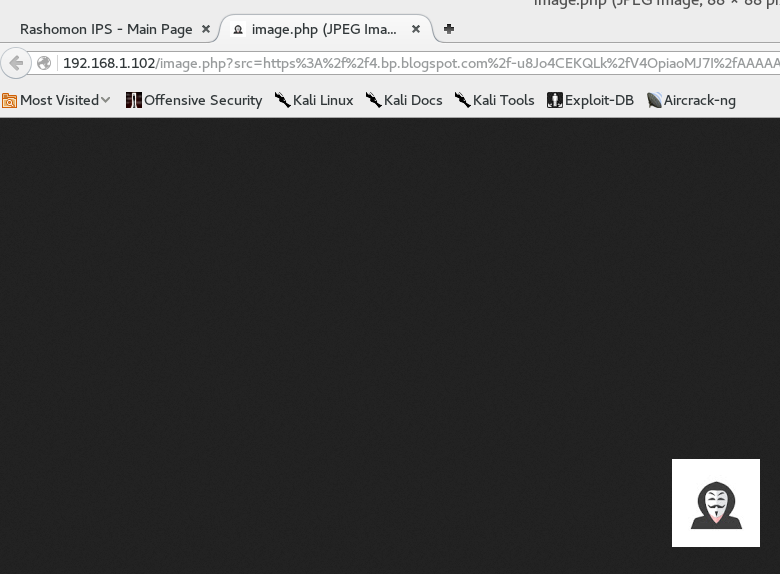 image.php (JPEG Image, 88 × 88 pi
Rashomon IPS - Main Page
image.php (JPEG Ima...
192.168.1.102/image.php?src=https%3A%2f%2f4.bp.blogspot.com%2f-u8Jo4CEKQLk%2fV4OpiaoMJ7I%2fAAAAA
Most Visited Offensive Security Kali Linux Kali Docs Kali Tools Exploit-DB Aircrack-ng